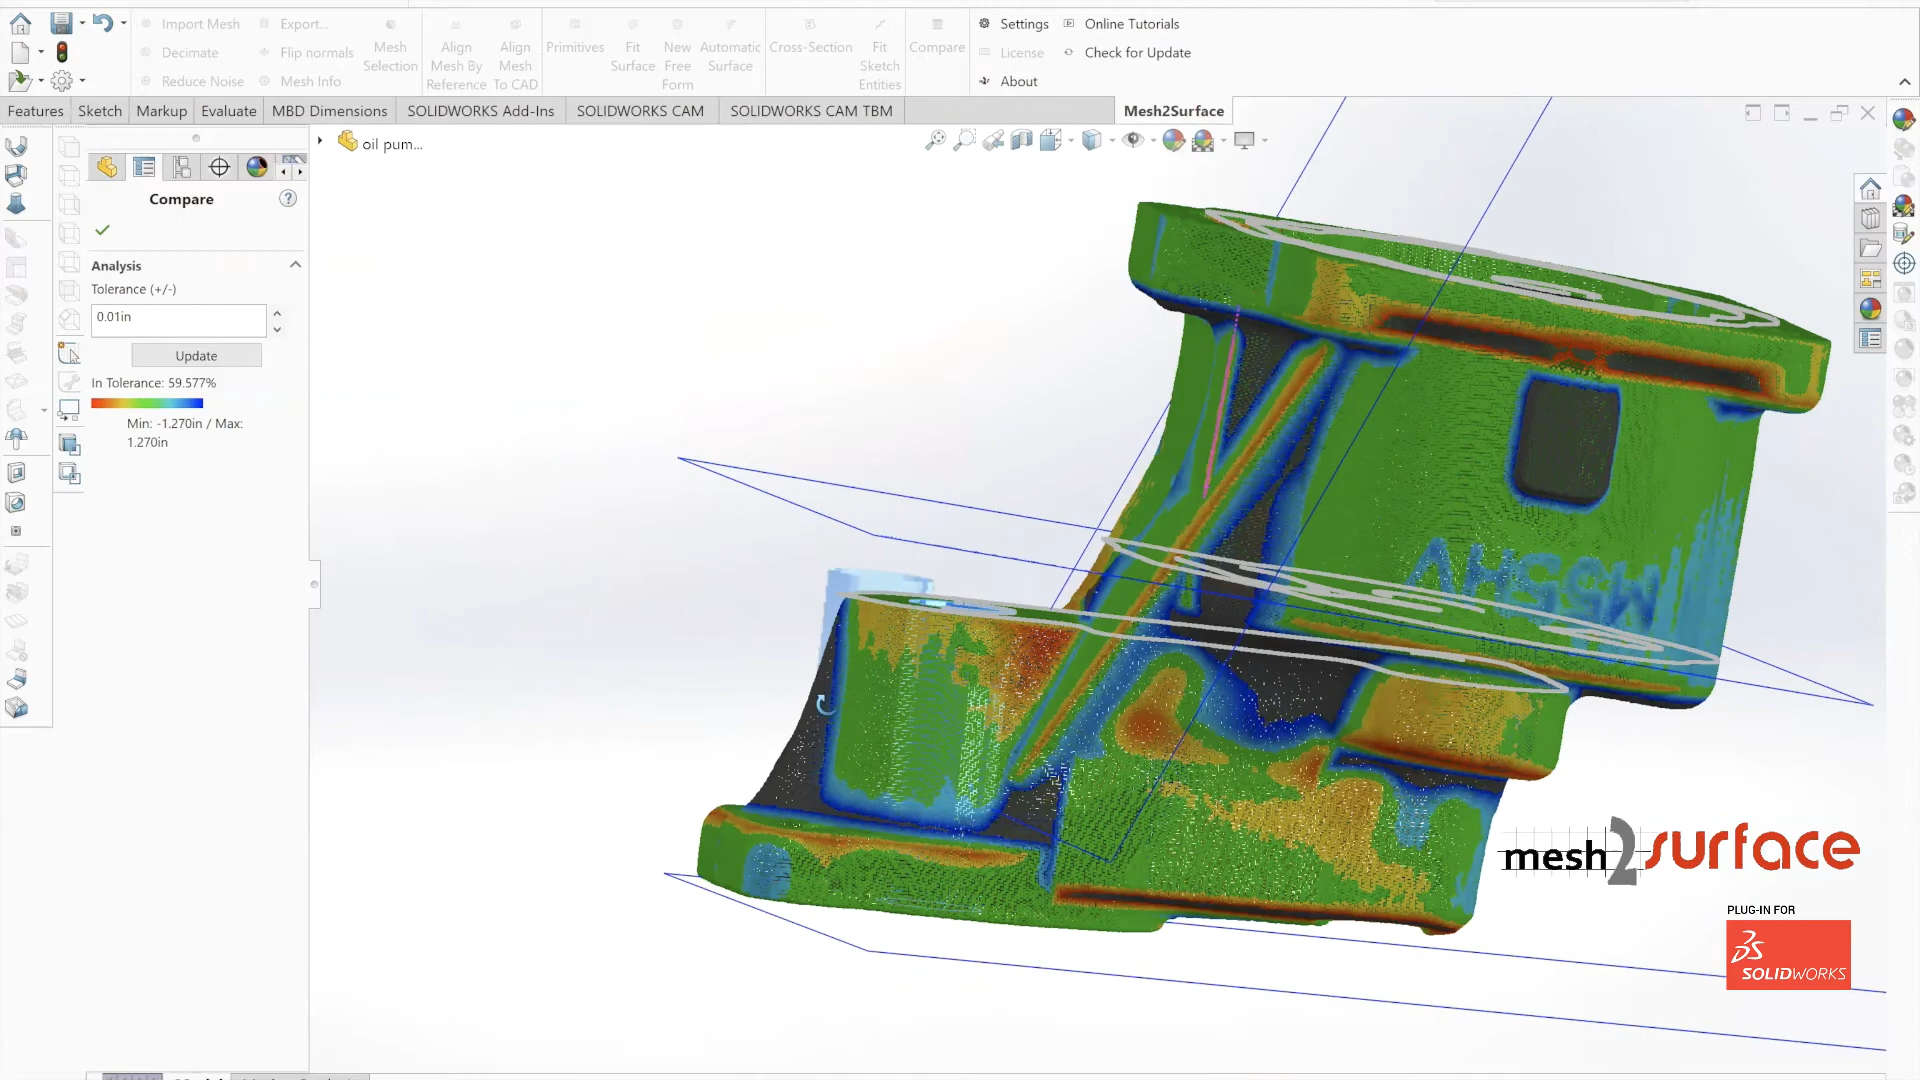 Import Mesh
Export...
Decimate
Flip normals
Reduce Noise
Mesh Info
Mesh
Selection
Align
Mesh By
Reference
Align
Mesh
To CAD
Primitives
Fit
Surface
New
Free
Form
Automatic
Surface
Cross-Section
Fit
Sketch
Entities
Compare
Settings
Online Tutorials
License
Check for Update
About
Features
Sketch
Markup
Evaluate
MBD Dimensions
SOLIDWORKS Add-Ins
SOLIDWORKS CAM
SOLIDWORKS CAM TBM
Mesh2Surface
oil pum...
Compare
Analysis
Tolerance (+/-)
0.01in
Update
In Tolerance: 59.577%
Min: -1.270in / Max:
1.270in
M55HV
mesh2surface
PLUG-IN FOR
SOLIDWORKS